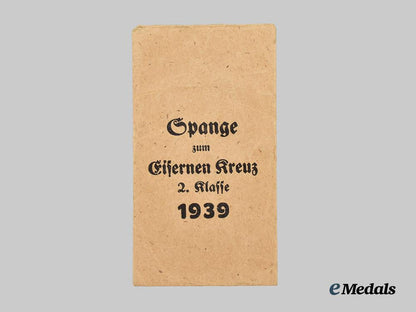 Spange
zum
Eisernen Kreuz
2. Klasse
1939
eMedals